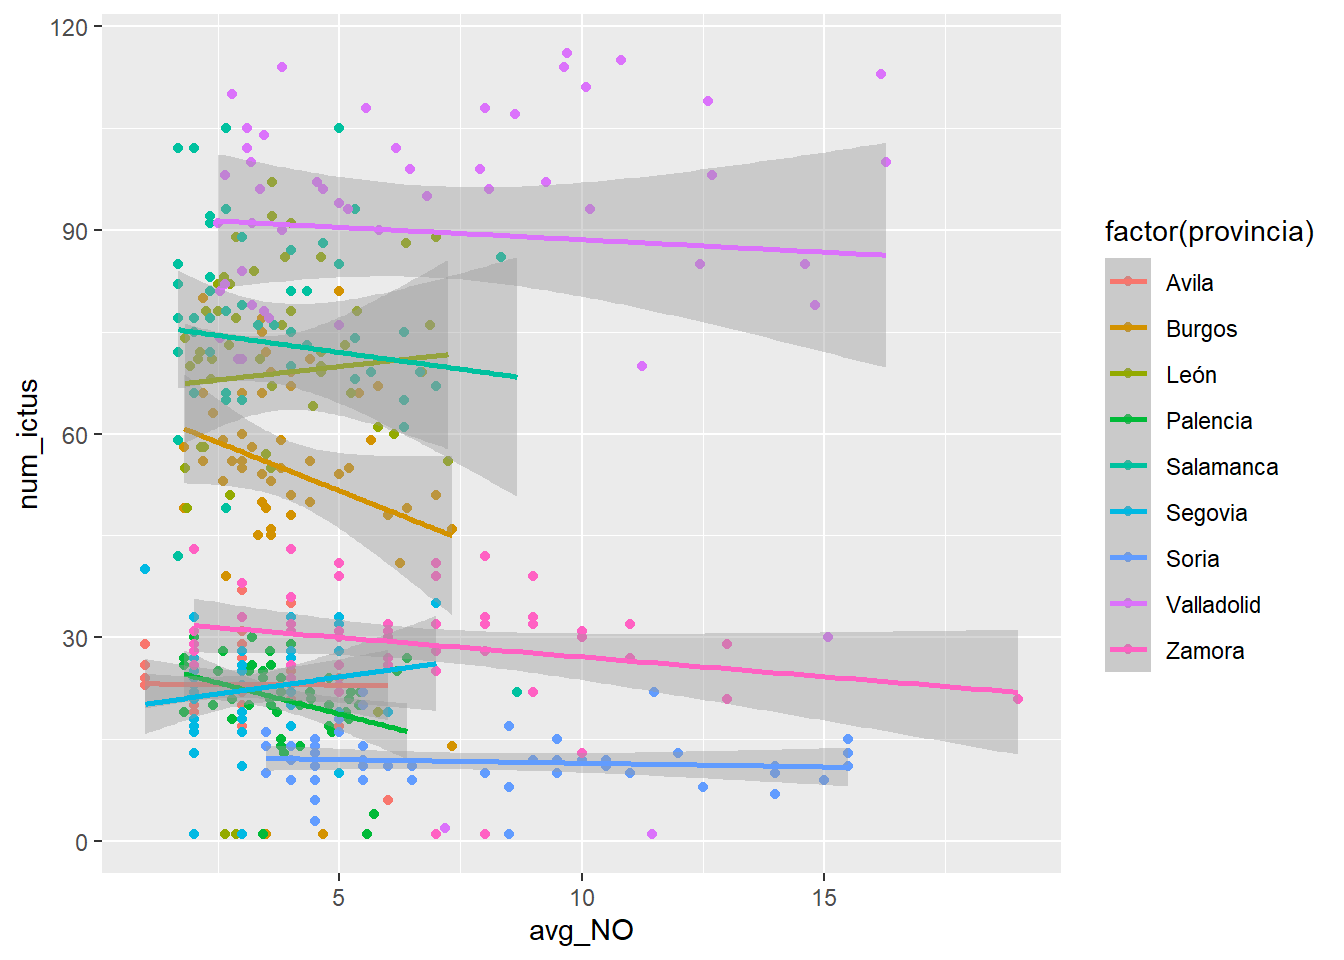 120
90
60
30
0
num_ictus
5
10
15
avg_NO
factor(provincia)
Avila
Burgos
León
Palencia
Salamanca
Segovia
Soria
Valladolid
Zamora